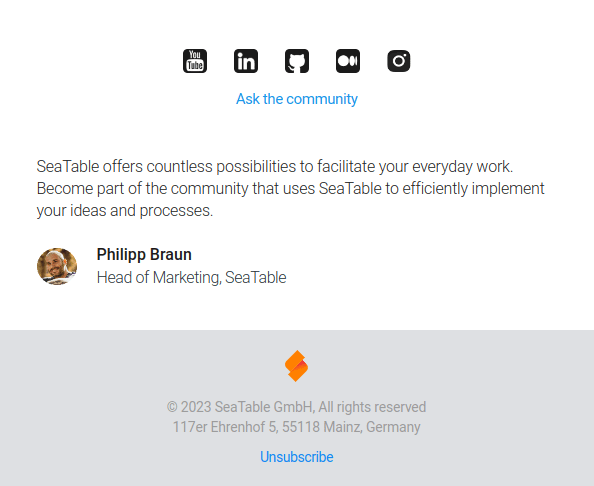 You
Tube
in
Ask the community
SeaTable offers countless possibilities to facilitate your everyday work.
Become part of the community that uses SeaTable to efficiently implement
your ideas and processes.
Philipp Braun
Head of Marketing, SeaTable
© 2023 SeaTable GmbH, All rights reserved
117er Ehrenhof 5, 55118 Mainz, Germany
Unsubscribe